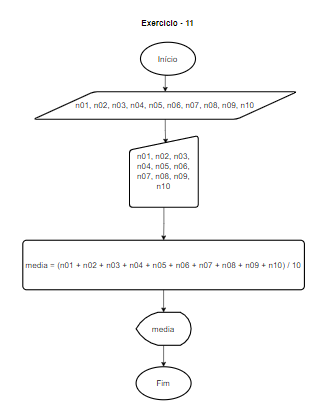 Exercício - 11
Início
n01, n02, n03, n04, n05, n06, n07, n08, n09, n10
n01, n02, n03,
n04, n05, n06,
n07, n08, n09,
n10
media = (n01 + n02 + n03 + n04 + n05 + n06 + n07 + n08 + n09 + n10) / 10
media
Fim